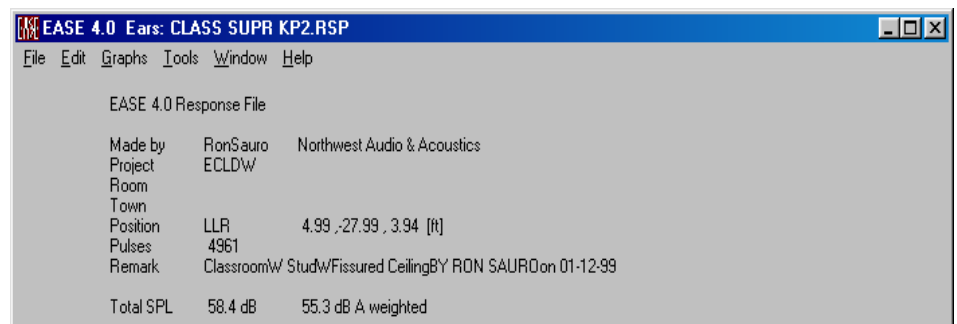 EASE 4.0 Ears: CLASS SUPR KP2.RSP
File Edit Graphs Tools Window Help
EASE 4.0 Response File
Made by RonSauro Northwest Audio & Acoustics
Project ECLDW
Room
Town
Position LLR 4.99 ,-27.99 , 3.94 [ft]
Pulses 4961
Remark ClassroomW StudWFissured CeilingBY RON SAUROon 01-12-99
Total SPL 58.4 dB 55.3 dB A weighted